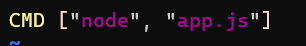 CMD ["node", "app.js"]
~